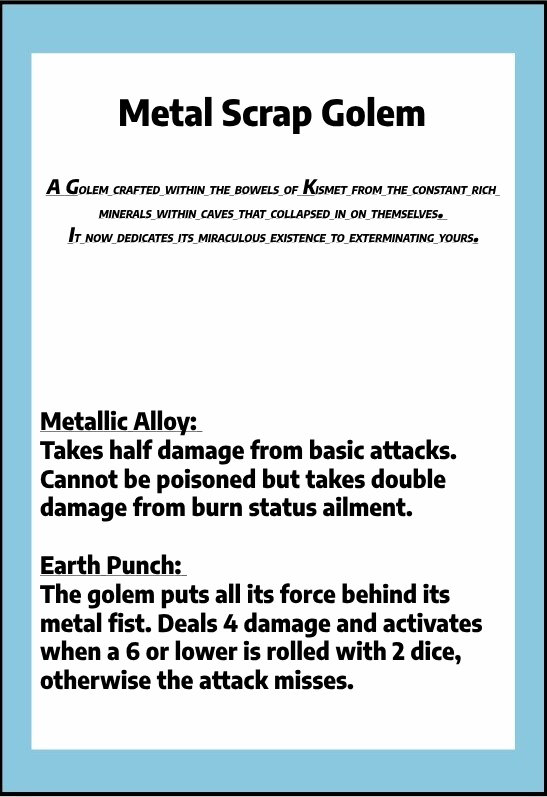 Metal Scrap Golem
A Golem crafted within the bowels of Kismet from the constant rich
minerals within caves that collapsed in on themselves.
It now dedicates its miraculous existence to exterminating yours.
Metallic Alloy:
Takes half damage from basic attacks.
Cannot be poisoned but takes double
damage from burn status ailment.
Earth Punch:
The golem puts all its force behind its
metal fist. Deals 4 damage and activates
when a 6 or lower is rolled with 2 dice,
otherwise the attack misses.